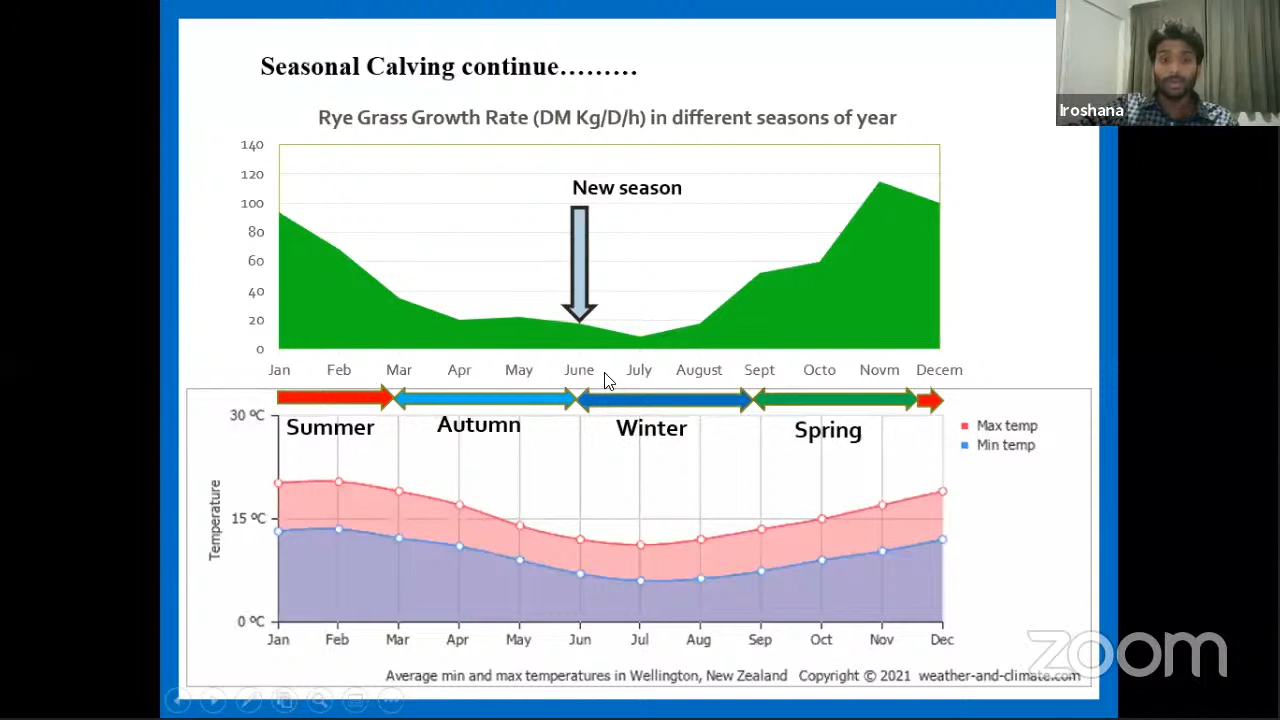 Seasonal Calving continue.........
Iroshana
Rye Grass Growth Rate (DM Kg/D/h) in different seasons of year
140
120
100
80
60
40
20
0
New season
Jan Feb Mar Apr May June July August Sept Octo Novm Decem
Summer Autumn Winter Spring
30 ºC
15 ºC
0 ºC
Temperature
Max temp
Min temp
Jan Feb Mar Apr May Jun Jul Aug Sep Oct Nov Dec
Average min and max temperatures in Wellington, New Zealand Copyright © 2021 weather-and-climate.com
zoom